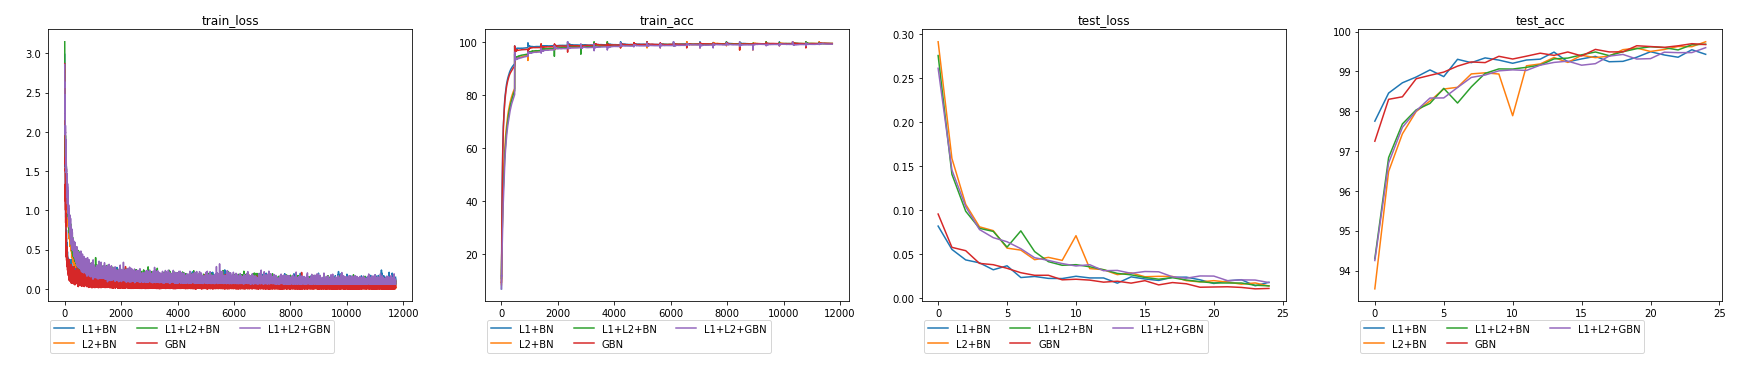 train_loss
3.0
2.5
2.0
1.5
1.0
0.5
0.0
0 2000 4000 6000 8000 10000 12000
L1+BN L1+L2+BN L1+L2+GBN
L2+BN GBN
train_acc
100
80
60
40
20
0 2000 4000 6000 8000 10000 12000
L1+BN L1+L2+BN L1+L2+GBN
L2+BN GBN
test_loss
0.30
0.25
0.20
0.15
0.10
0.05
0.00
0 5 10 15 20 25
L1+BN L1+L2+BN L1+L2+GBN
L2+BN GBN
test_acc
100
99
98
97
96
95
94
0 5 10 15 20 25
L1+BN L1+L2+BN L1+L2+GBN
L2+BN GBN